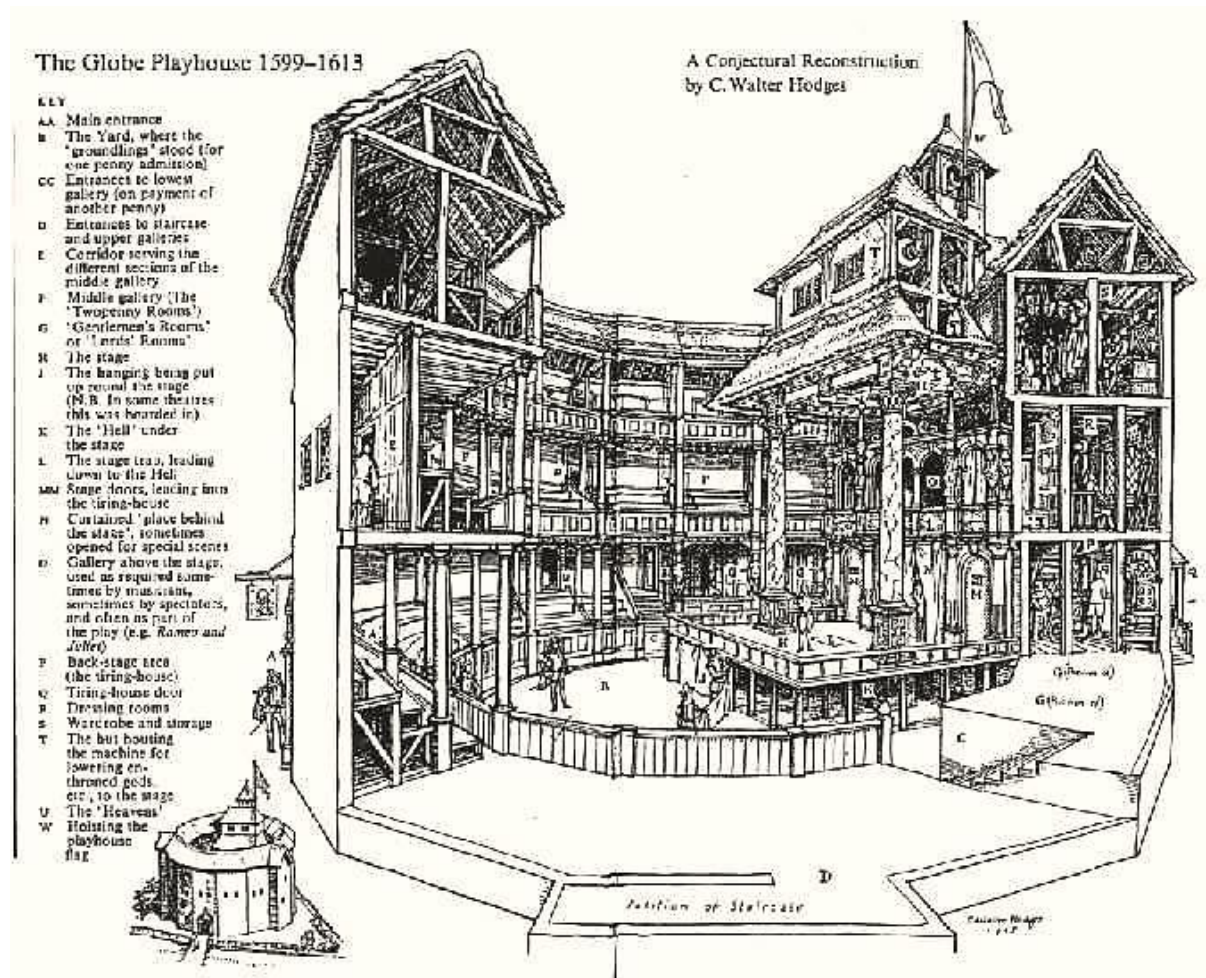 The Globe Playhouse 1599–1613
A Conjectural Reconstruction
by C. Walter Hodges
KEY
AA Main entrance
B The Yard, where the
'groundlings' stood (for
one penny admission)
CC Entrances to lowest
gallery (on payment of
another penny)
D Entrances to staircase
and upper galleries
E Corridor serving the
different sections of the
middle gallery
F Middle gallery (The
'Twopenny Rooms')
G 'Gentlemen's Rooms'
or 'Lords' Rooms'
H The stage
J The hanging being put
up round the stage
(N.B. In some theatres
this was boarded in)
K The 'Hell' under
the stage
L The stage trap, leading
down to the Hell
MM Stage doors, leading into
the tiring-house
N Curtained 'place behind
the stage', sometimes
opened for special scenes
O Gallery above the stage,
used as required some-
times by musicians,
sometimes by spectators,
and often as part of
the play (e.g. Romeo and
Juliet)
P Back-stage area
(the tiring-house)
Q Tiring-house door
R Dressing rooms
S Wardrobe and storage
T The hut housing
the machine for
lowering en-
throned gods,
etc., to the stage
U The 'Heavens'
W Hoisting the
playhouse
flag
W
T
E
F
F
O
R
P
Q
A
B
H
L
K
C
G (Position of)
G (Position of)
D
Position of Staircase